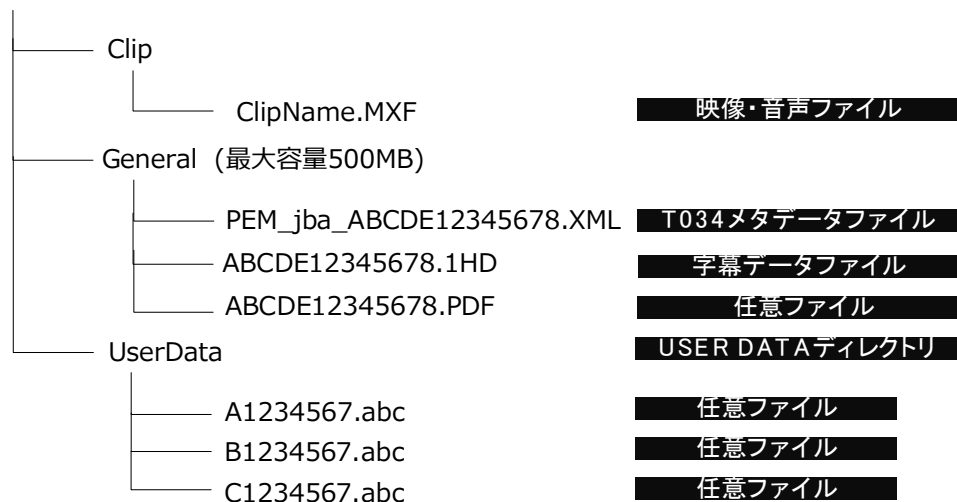 Clip
ClipName.MXF 映像・音声ファイル
General (最大容量500MB)
PEM_jba_ABCDE12345678.XML T034メタデータファイル
ABCDE12345678.1HD 字幕データファイル
ABCDE12345678.PDF 任意ファイル
UserData USER DATAディレクトリ
A1234567.abc 任意ファイル
B1234567.abc 任意ファイル
C1234567.abc 任意ファイル